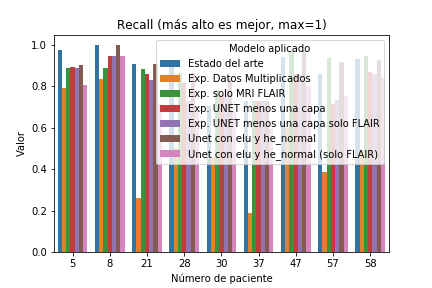 Recall (más alto es mejor, max=1)
Modelo aplicado
Estado del arte
Exp. Datos Multiplicados
Exp. solo MRI FLAIR
Exp. UNET menos una capa
Exp. UNET menos una capa solo FLAIR
Unet con elu y he_normal
Unet con elu y he_normal (solo FLAIR)
Valor
1.0
0.8
0.6
0.4
0.2
0.0
5 8 21 28 30 37 47 57 58
Número de paciente